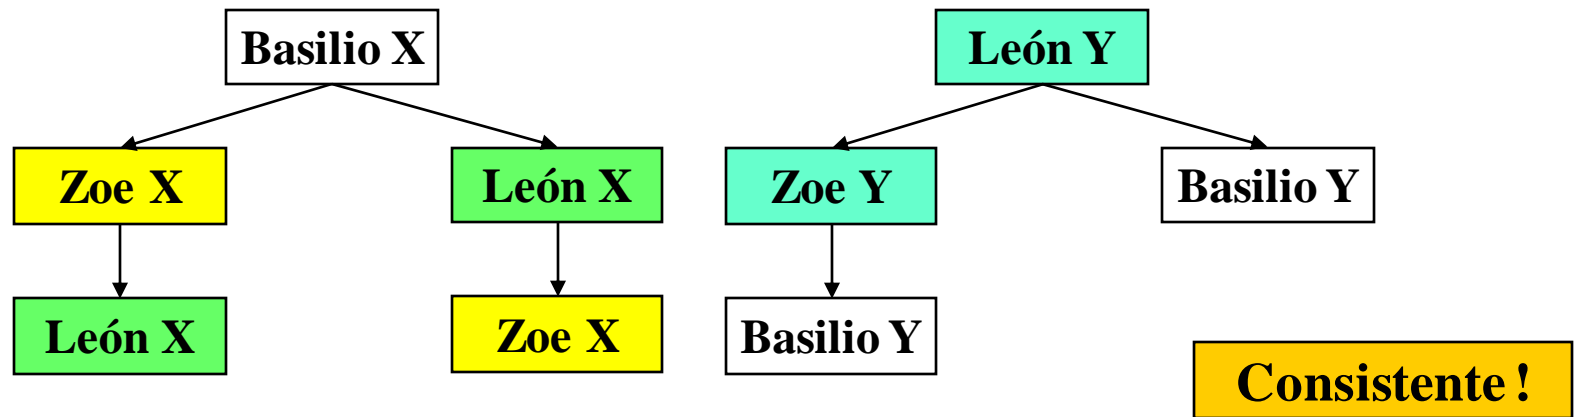 Basilio X
León Y
Zoe X
León X
Zoe Y
Basilio Y
León X
Zoe X
Basilio Y
Consistente !